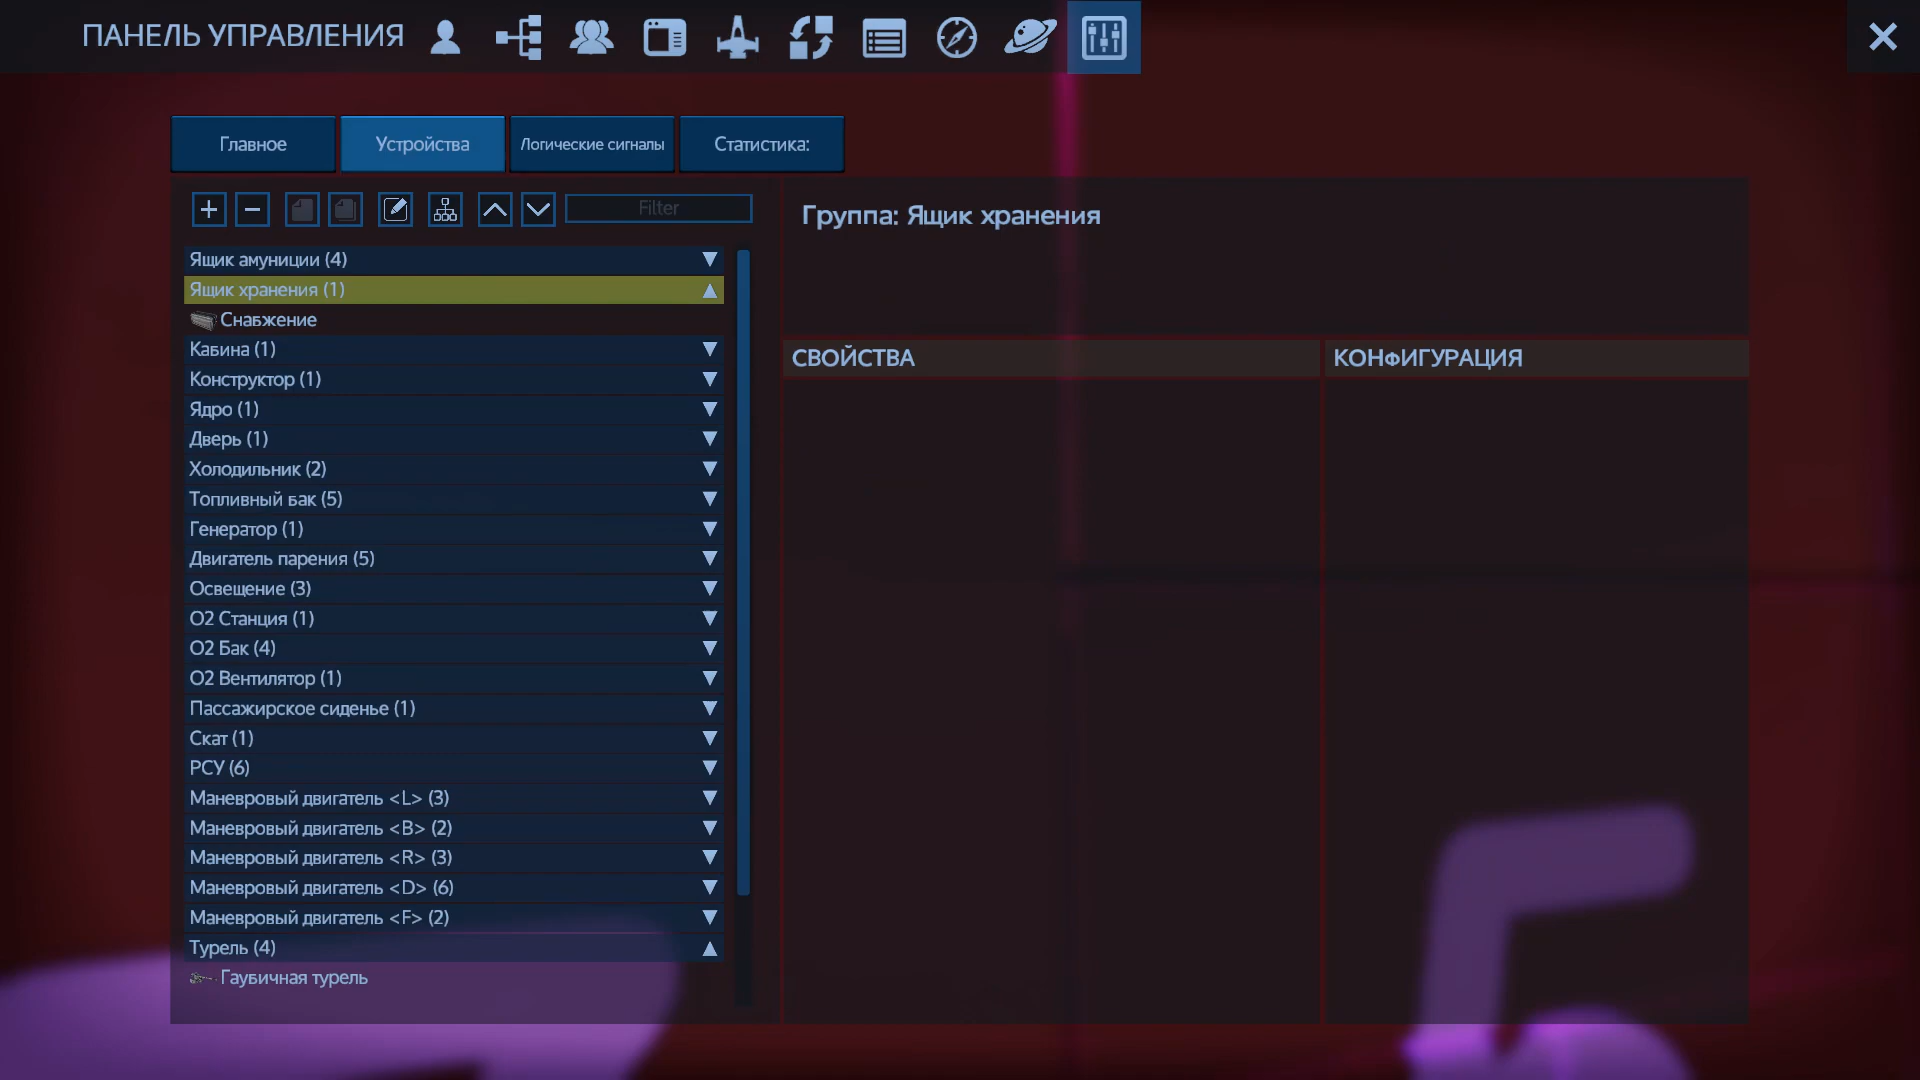 ПАНЕЛЬ УПРАВЛЕНИЯ
Главное
Устройства
Логические сигналы
Статистика:
Filter
Ящик амуниции (4)
Ящик хранения (1)
Снабжение
Кабина (1)
Конструктор (1)
Ядро (1)
Дверь (1)
Холодильник (2)
Топливный бак (5)
Генератор (1)
Двигатель парения (5)
Освещение (3)
O2 Станция (1)
O2 Бак (4)
O2 Вентилятор (1)
Пассажирское сиденье (1)
Скат (1)
РСУ (6)
Маневровый двигатель <L> (3)
Маневровый двигатель <B> (2)
Маневровый двигатель <R> (3)
Маневровый двигатель <D> (6)
Маневровый двигатель <F> (2)
Турель (4)
Гаубичная турель
Группа: Ящик хранения
СВОЙСТВА
КОНФИГУРАЦИЯ